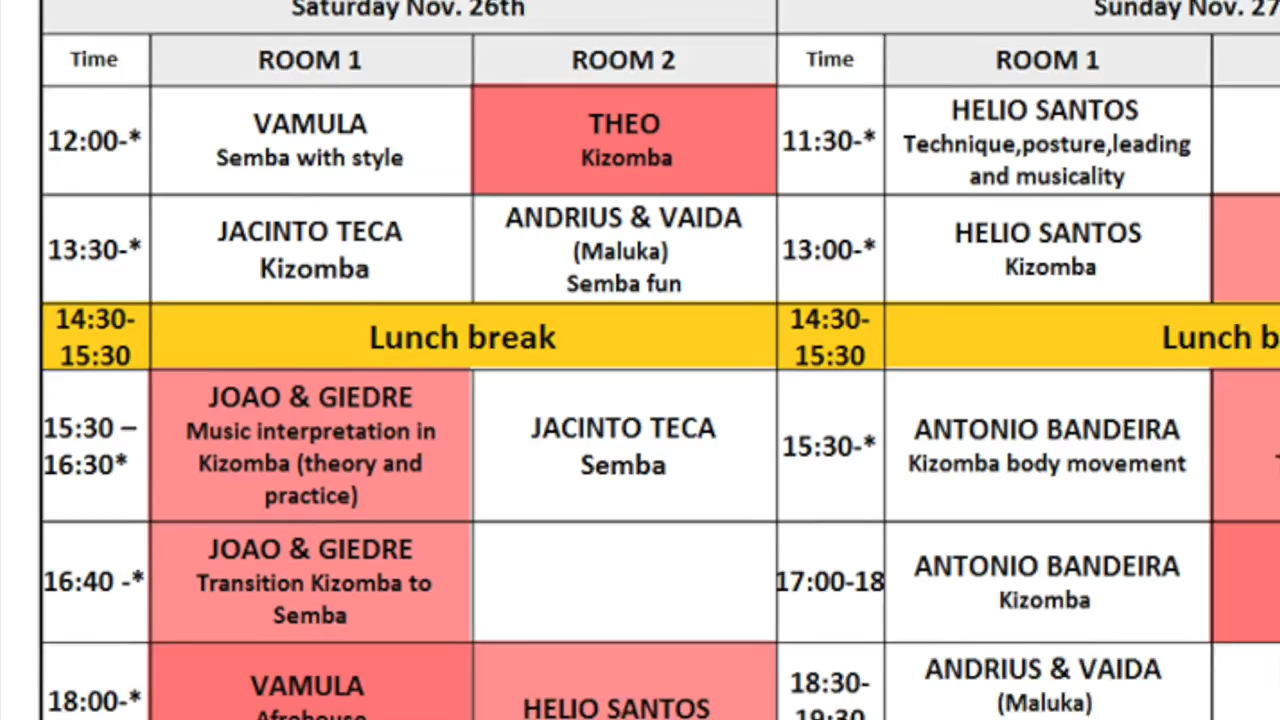 Saturday Nov. 26th
Sunday Nov. 27
Time
ROOM 1
ROOM 2
Time
ROOM 1
12:00-*
VAMULA
Semba with style
THEO
Kizomba
11:30-*
HELIO SANTOS
Technique,posture,leading
and musicality
13:30-*
JACINTO TECA
Kizomba
ANDRIUS & VAIDA
(Maluka)
Semba fun
13:00-*
HELIO SANTOS
Kizomba
14:30-
15:30
Lunch break
14:30-
15:30
Lunch b
15:30 –
16:30*
JOAO & GIEDRE
Music interpretation in
Kizomba (theory and
practice)
JACINTO TECA
Semba
15:30-*
ANTONIO BANDEIRA
Kizomba body movement
16:40 -*
JOAO & GIEDRE
Transition Kizomba to
Semba
17:00-18
ANTONIO BANDEIRA
Kizomba
18:00-*
VAMULA
Afrohouse
HELIO SANTOS
18:30-
19:30
ANDRIUS & VAIDA
(Maluka)